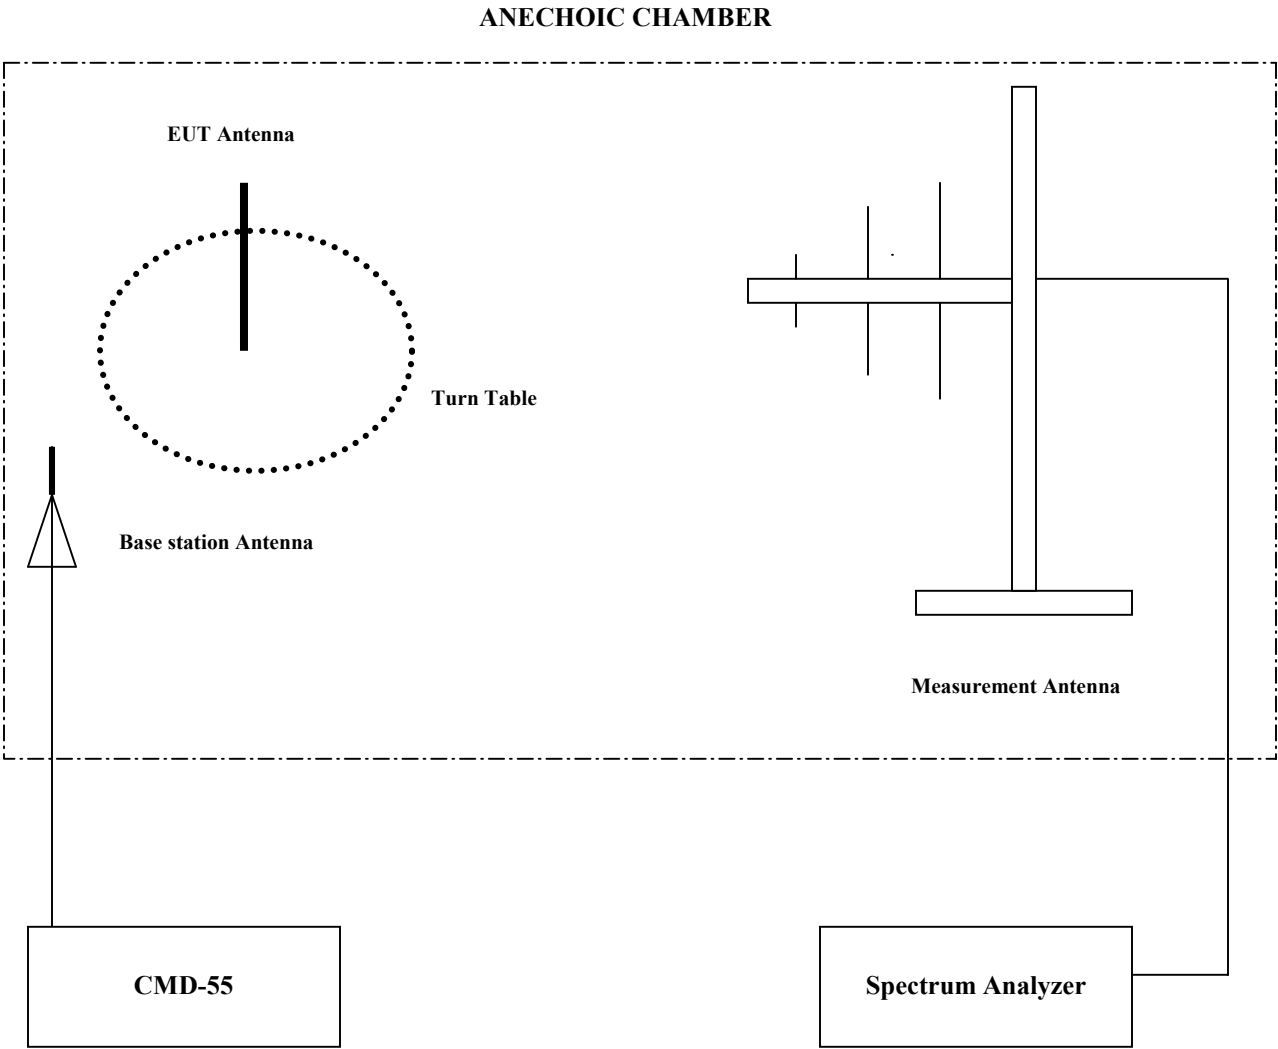 ANECHOIC CHAMBER
EUT Antenna
Turn Table
Base station Antenna
Measurement Antenna
CMD-55
Spectrum Analyzer